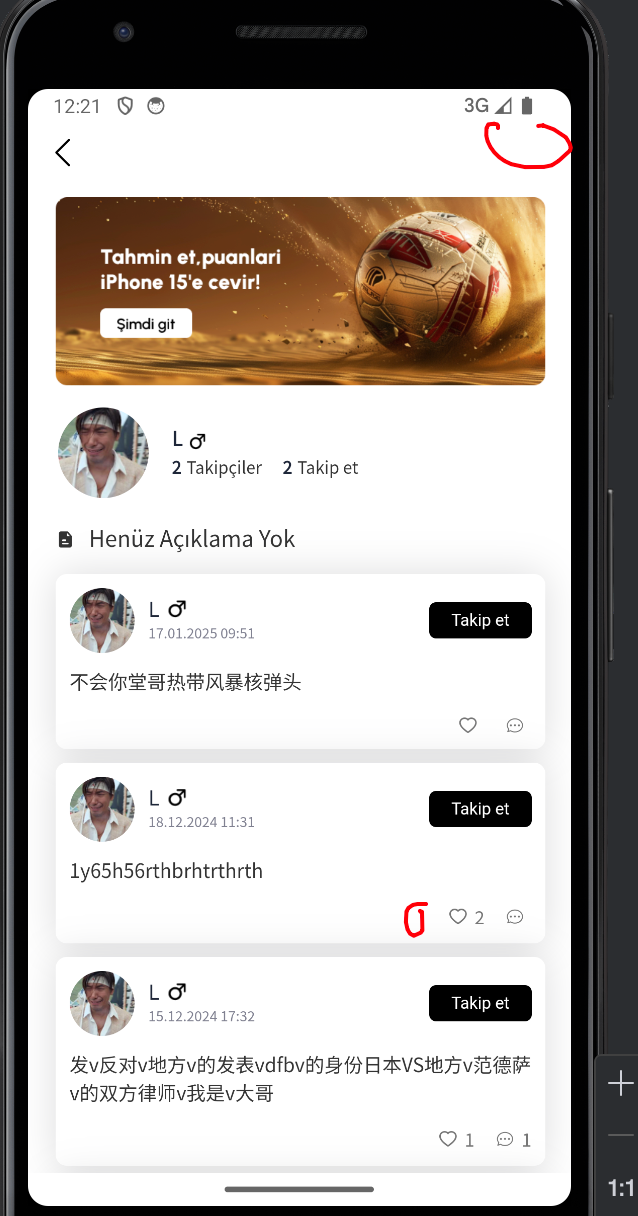 12:21 3G
Tahmin et,puanlari
iPhone 15'e cevir!
Şimdi git
L
2 Takipçiler 2 Takip et
Henüz Açıklama Yok
L
17.01.2025 09:51
Takip et
不会你堂哥热带风暴核弹头
L
18.12.2024 11:31
Takip et
1y65h56rthbrhtrthrth
2
L
15.12.2024 17:32
Takip et
发v反对v地方v的发表vdfbv的身份日本VS地方v范德萨
v的双方律师v我是v大哥
1 1
1:1